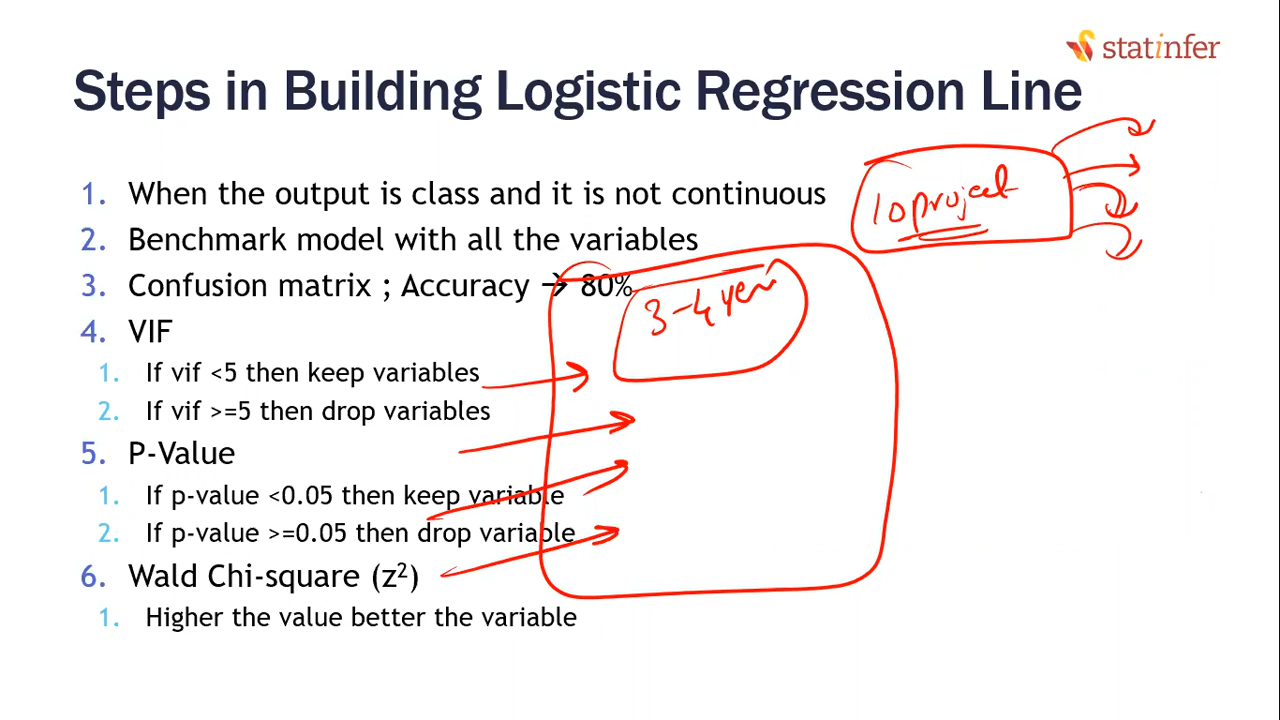 statinfer
Steps in Building Logistic Regression Line
1. When the output is class and it is not continuous
2. Benchmark model with all the variables
3. Confusion matrix ; Accuracy → 80%
4. VIF
1. If vif <5 then keep variables
2. If vif >=5 then drop variables
5. P-Value
1. If p-value <0.05 then keep variable
2. If p-value >=0.05 then drop variable
6. Wald Chi-square (z²)
1. Higher the value better the variable
10 project
3-4